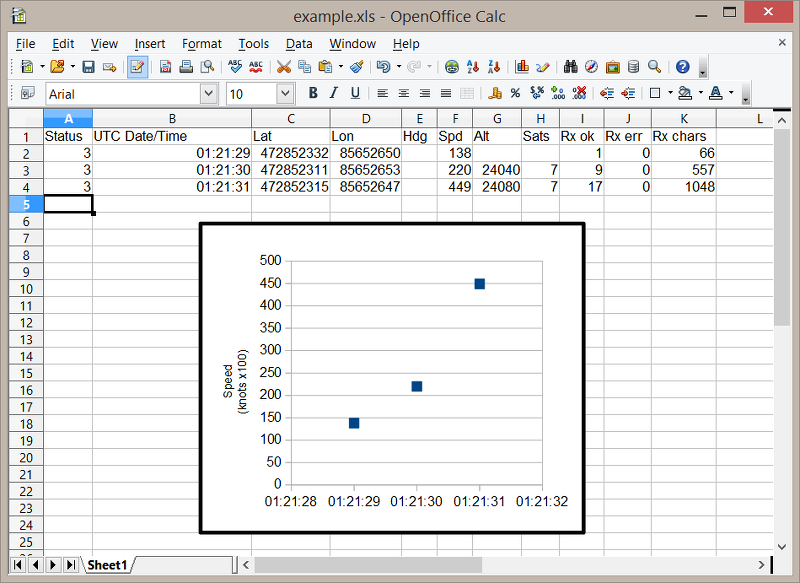 example.xls - OpenOffice Calc
File Edit View Insert Format Tools Data Window Help
ABC ABC
Arial 10 B I U % $% .000 .000 A
A B C D E F G H I J K L
1 Status UTC Date/Time Lat Lon Hdg Spd Alt Sats Rx ok Rx err Rx chars
2 3 01:21:29 472852332 85652650 138 1 0 66
3 3 01:21:30 472852311 85652653 220 24040 7 9 0 557
4 3 01:21:31 472852315 85652647 449 24080 7 17 0 1048
5
6
7
8
9
10
11
12
13
14
15
16
17
18
19
20
21
22
23
24
25
500
450
400
350
300
250
200
150
100
50
0
Speed
(knots x100)
01:21:28 01:21:29 01:21:30 01:21:31 01:21:32
Sheet1